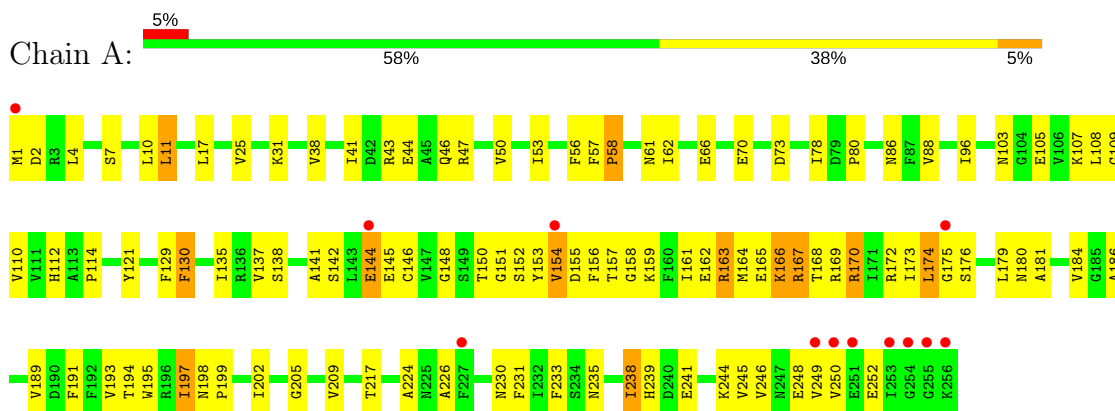 5%
Chain A:
58% 38% 5%
M1 D2 R3 L4 S7 L10 L11 L17 V25 K31 V38 I41 D42 R43 E44 A45 Q46 R47 V50 I53 F56 F57 P58 N61 I62 E66 E70 D73 I78 D79 P80 N86 F87 V88 I96 N103 G104 E105 V106 K107 L108 G109
V110 V111 H112 A113 P114 Y121 F129 F130 I135 R136 V137 S138 A141 S142 L143 E144 E145 C146 V147 G148 S149 T150 G151 S152 Y153 V154 D155 F156 T157 G158 K159 F160 I161 E162 R163 M164 E165 K166 R167 T168 R169 R170 I171 R172 I173 L174 G175 S176 L179 N180 A181 V184 G185 A186
V189 D190 F191 F192 V193 T194 W195 R196 I197 N198 P199 I202 G205 V209 T217 A224 N225 A226 F227 N230 F231 I232 F233 S234 N235 I238 H239 D240 E241 K244 V245 V246 N247 E248 V249 V250 E251 E252 I253 G254 G255 K256